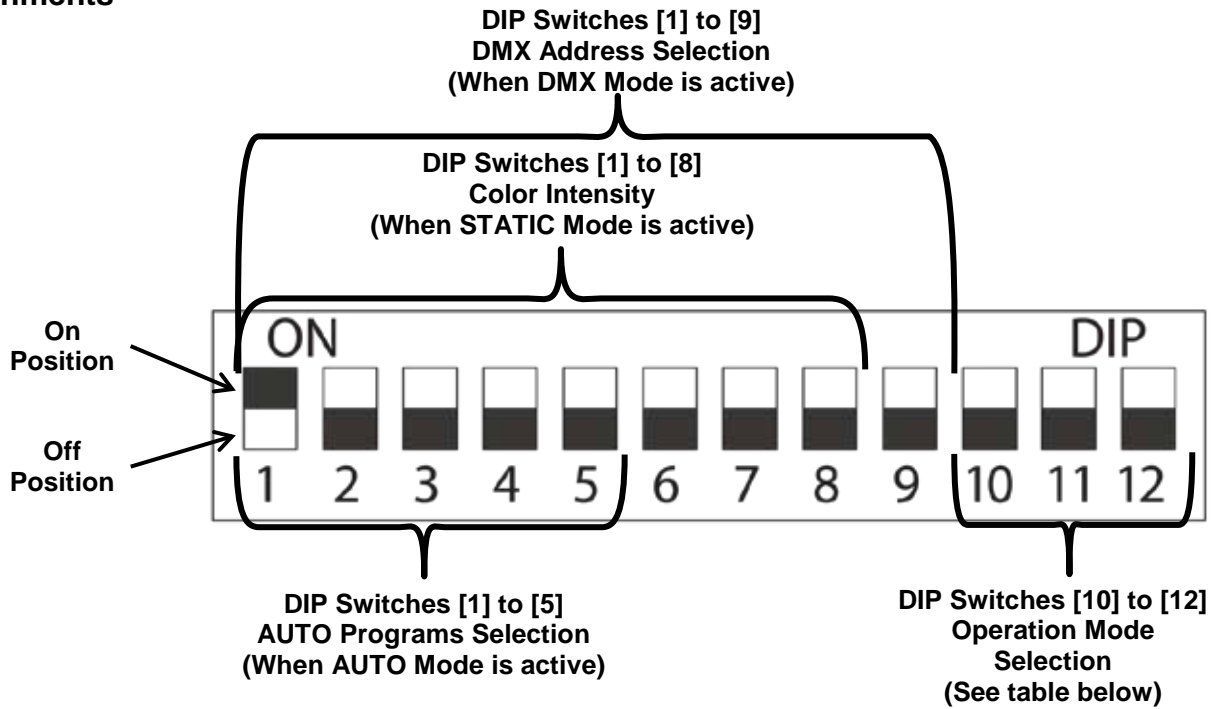 DIP Switches [1] to [9]
DMX Address Selection
(When DMX Mode is active)
DIP Switches [1] to [8]
Color Intensity
(When STATIC Mode is active)
On
Position
ON DIP
Off
Position
1 2 3 4 5 6 7 8 9 10 11 12
DIP Switches [1] to [5]
AUTO Programs Selection
(When AUTO Mode is active)
DIP Switches [10] to [12]
Operation Mode
Selection
(See table below)